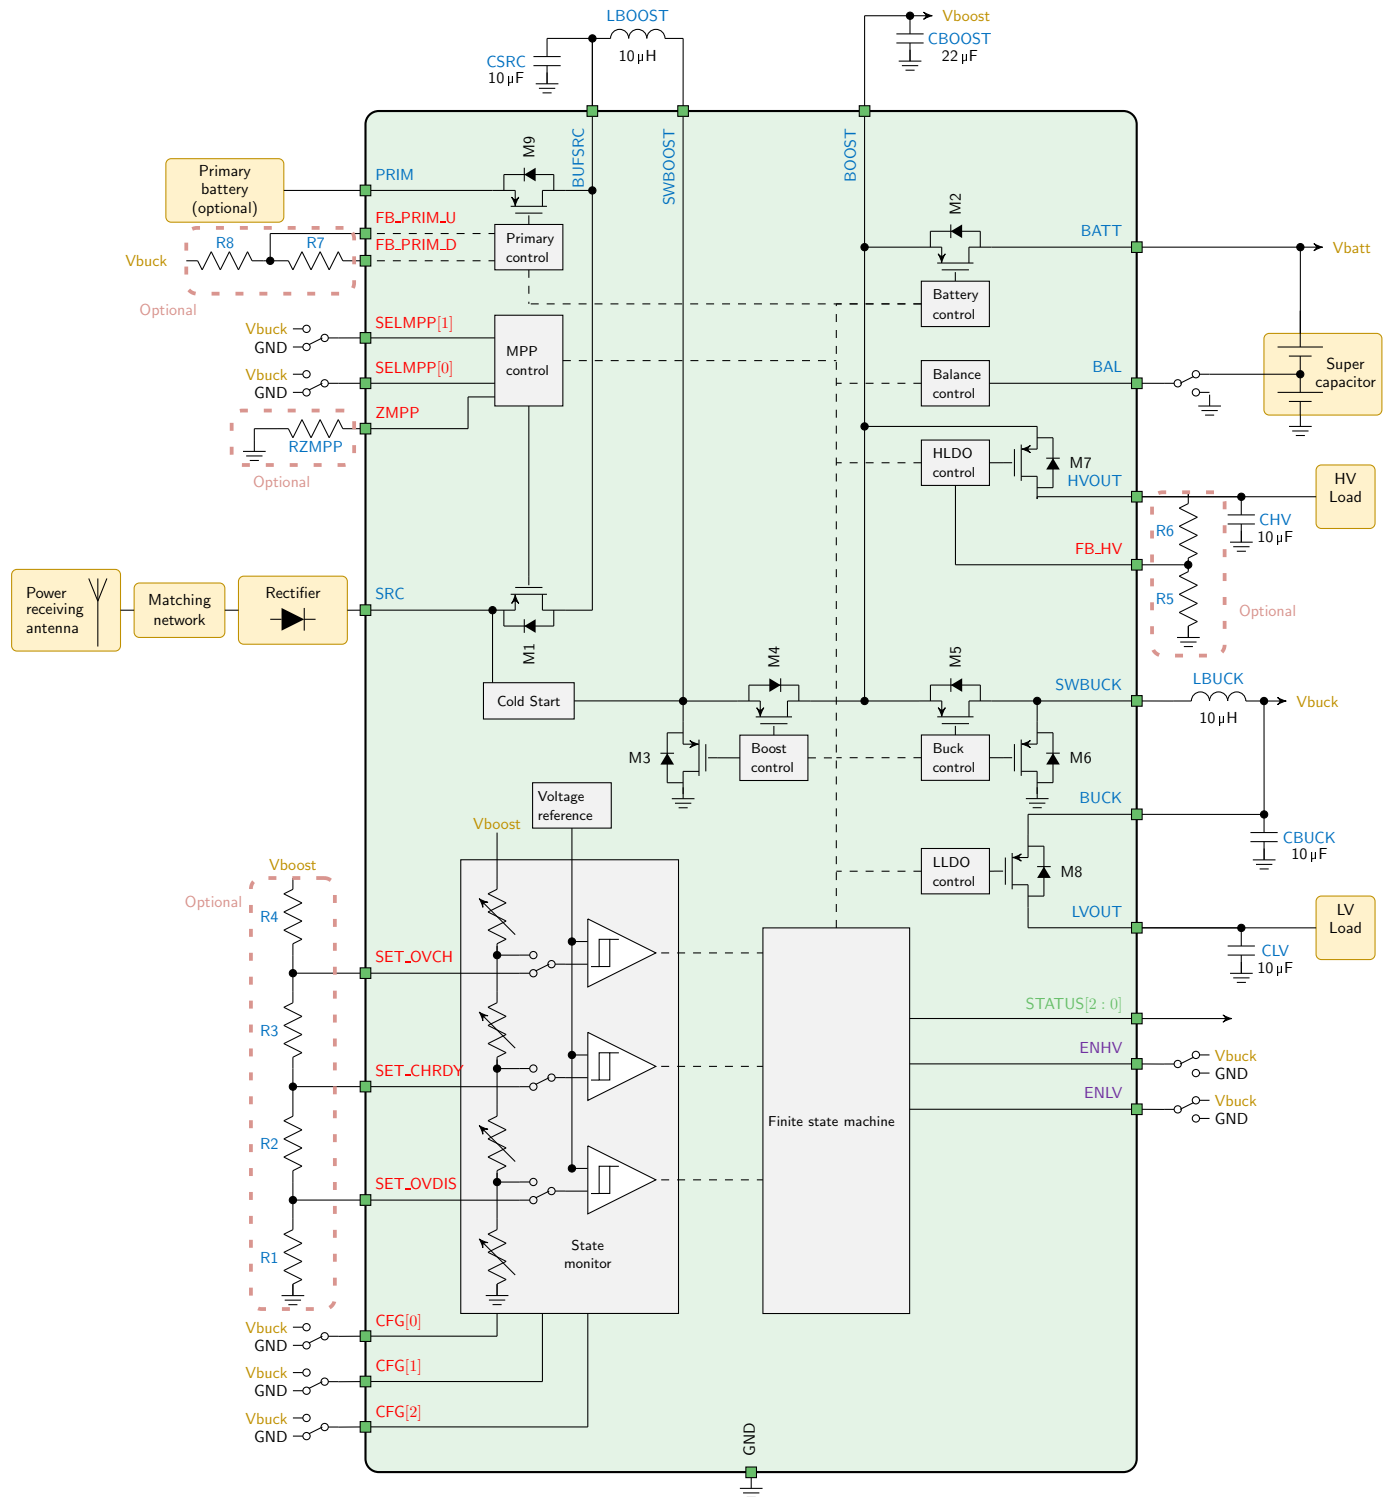 LBOOST
10 µH
CSRC
10 µF
Vboost
CBOOST
22 µF
M9
BUFSRC
SWBOOST
BOOST
Primary
battery
(optional)
PRIM
FB_PRIM_U
FB_PRIM_D
R8
R7
Vbuck
Optional
Primary
control
M2
BATT
Vbatt
Battery
control
SELMPP[1]
Vbuck
GND
SELMPP[0]
Vbuck
GND
MPP
control
ZMPP
RZMPP
Optional
BAL
Balance
control
Super
capacitor
HLDO
control
M7
HVOUT
HV
Load
R6
CHV
10 µF
FB_HV
R5
Optional
Power
receiving
antenna
Matching
network
Rectifier
SRC
M1
Cold Start
M4
M5
SWBUCK
LBUCK
10 µH
Vbuck
M3
Boost
control
Buck
control
M6
Voltage
reference
BUCK
CBUCK
10 µF
Vboost
LLDO
control
M8
Vboost
Optional
R4
LVOUT
LV
Load
CLV
10 µF
SET_OVCH
R3
SET_CHRDY
R2
SET_OVDIS
R1
STATUS[2 : 0]
ENHV
Vbuck
GND
ENLV
Vbuck
GND
Finite state machine
State
monitor
CFG[0]
Vbuck
GND
CFG[1]
Vbuck
GND
CFG[2]
Vbuck
GND
GND